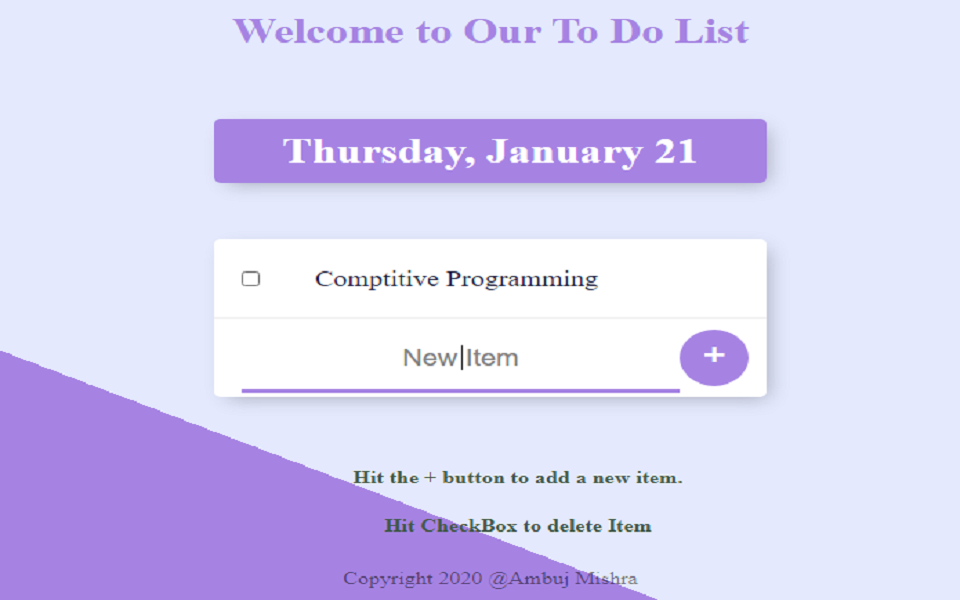 Welcome to Our To Do List
Thursday, January 21
Comptitive Programming
New Item
+
Hit the + button to add a new item.
Hit CheckBox to delete Item
Copyright 2020 @Ambuj Mishra